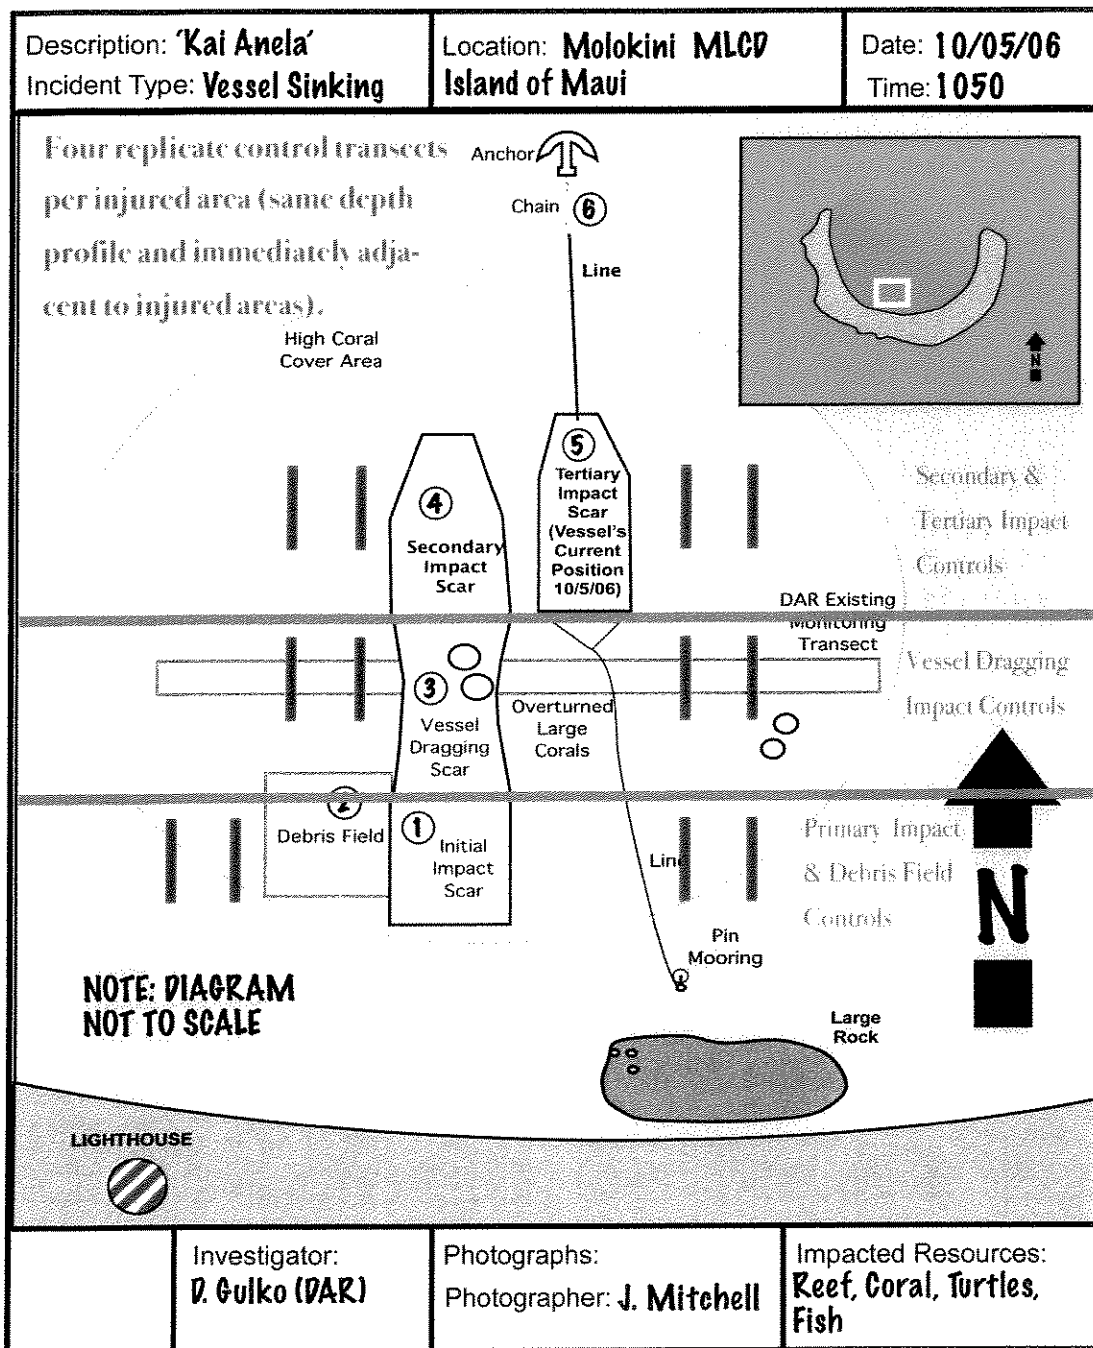 Description: 'Kai Anela'
Incident Type: Vessel Sinking
Location: Molokini MLCD
Island of Maui
Date: 10/05/06
Time: 1050
Four replicate control transects
per injured area (same depth
profile and immediately adja-
cent to injured areas).
Anchor
Chain
6
Line
N
High Coral
Cover Area
5
Tertiary
Impact
Scar
(Vessel's
Current
Position
10/5/06)
4
Secondary
Impact
Scar
Secondary &
Tertiary Impact
Controls
DAR Existing
Monitoring
Transect
3
Vessel
Dragging
Scar
Overturned
Large
Corals
Vessel Dragging
Impact Controls
2
Debris Field
1
Initial
Impact
Scar
Line
Primary Impact
& Debris Field
Controls
N
Pin
Mooring
NOTE: DIAGRAM
NOT TO SCALE
Large
Rock
LIGHTHOUSE
Investigator:
D. Gulko (DAR)
Photographs:
Photographer: J. Mitchell
Impacted Resources:
Reef, Coral, Turtles,
Fish